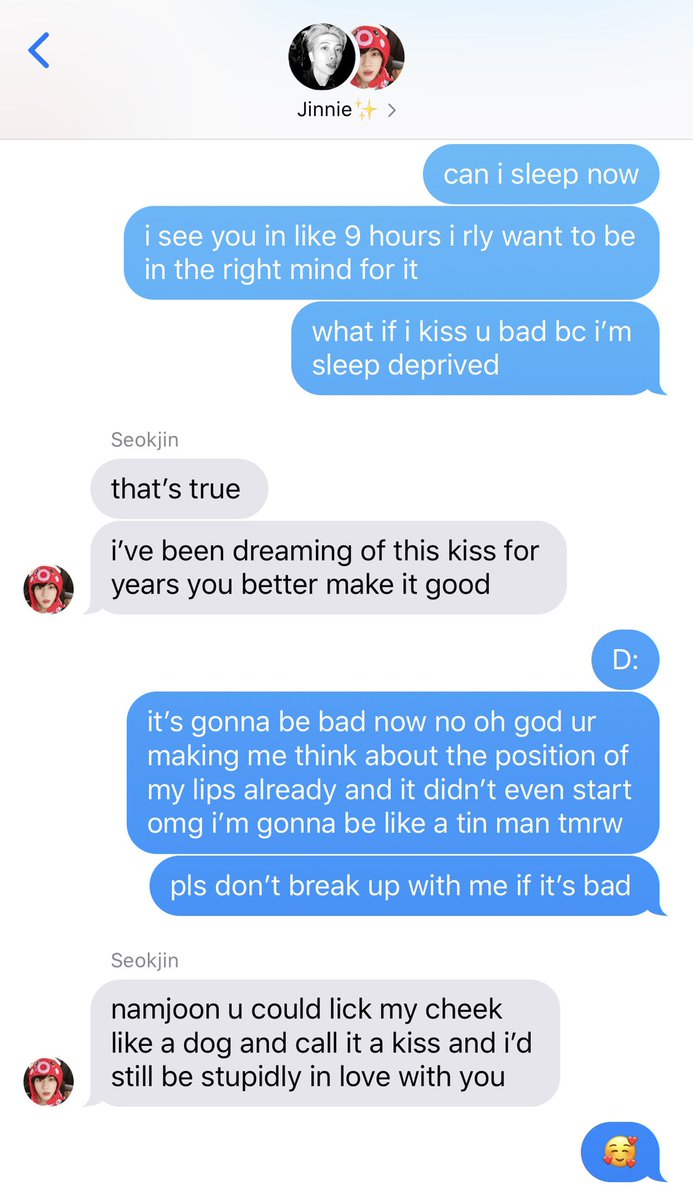 Jinnie✨ >
can i sleep now
i see you in like 9 hours i rly want to be
in the right mind for it
what if i kiss u bad bc i’m
sleep deprived
Seokjin
that’s true
i’ve been dreaming of this kiss for
years you better make it good
D:
it’s gonna be bad now no oh god ur
making me think about the position of
my lips already and it didn’t even start
omg i’m gonna be like a tin man tmrw
pls don’t break up with me if it’s bad
Seokjin
namjoon u could lick my cheek
like a dog and call it a kiss and i’d
still be stupidly in love with you
🥰